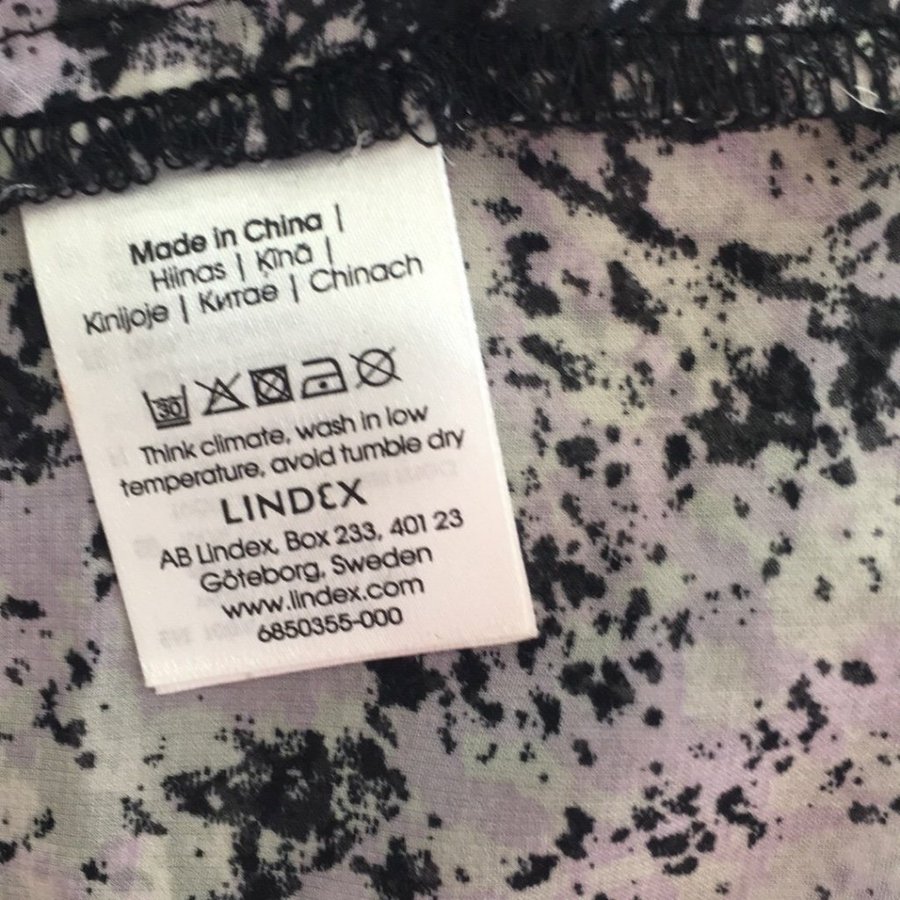 Made in China |
Hiinas | Ķīnā |
Kinijoje | Китае | Chinach
30
Think climate, wash in low
temperature, avoid tumble dry
LINDEX
AB Lindex, Box 233, 401 23
Göteborg, Sweden
www.lindex.com
6850355-000